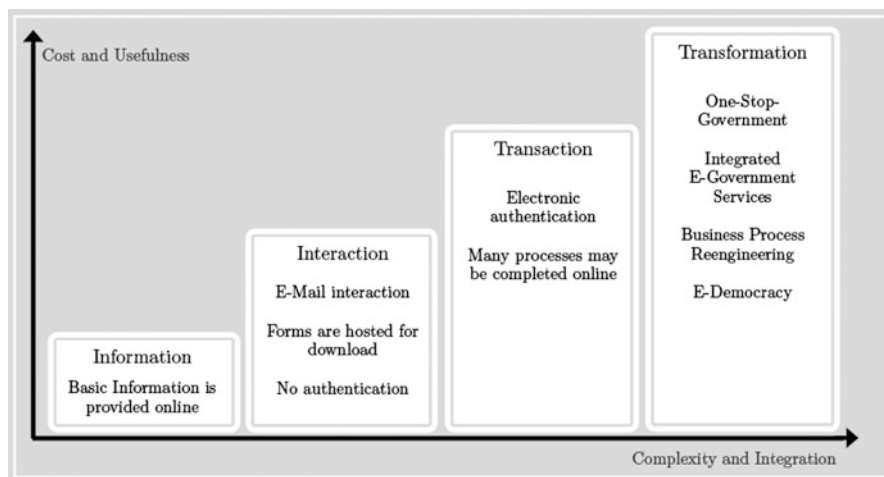 Cost and Usefulness
Information
Basic Information is
provided online
Interaction
E-Mail interaction
Forms are hosted for
download
No authentication
Transaction
Electronic
authentication
Many processes may
be completed online
Transformation
One-Stop-
Government
Integrated
E-Government
Services
Business Process
Reengineering
E-Democracy
Complexity and Integration